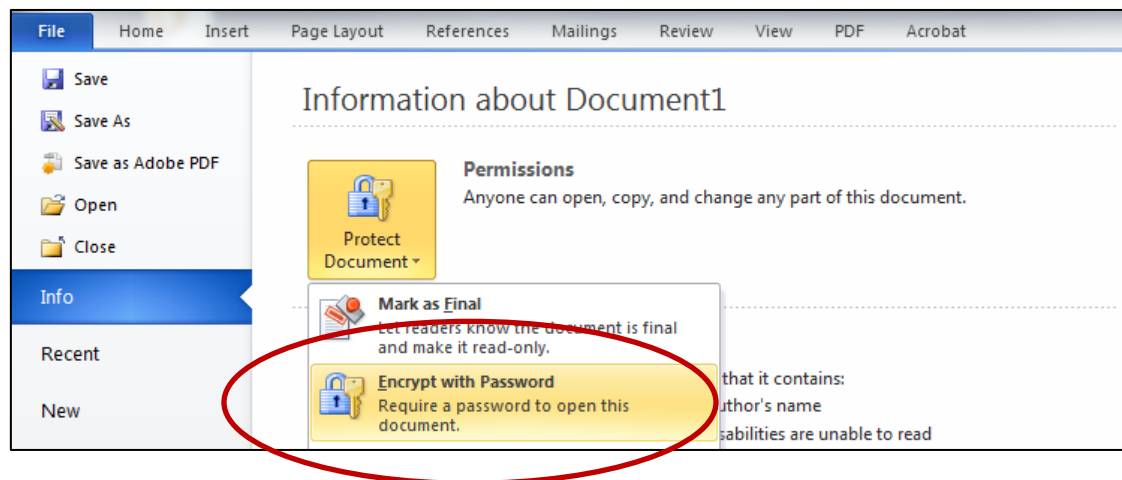 File Home Insert Page Layout References Mailings Review View PDF Acrobat
Save
Save As
Save as Adobe PDF
Open
Close
Info
Recent
New
Information about Document1
Permissions
Anyone can open, copy, and change any part of this document.
Protect
Document
Mark as Final
Let readers know the document is final
and make it read-only.
Encrypt with Password
Require a password to open this
document.
that it contains:
author's name
sabilities are unable to read